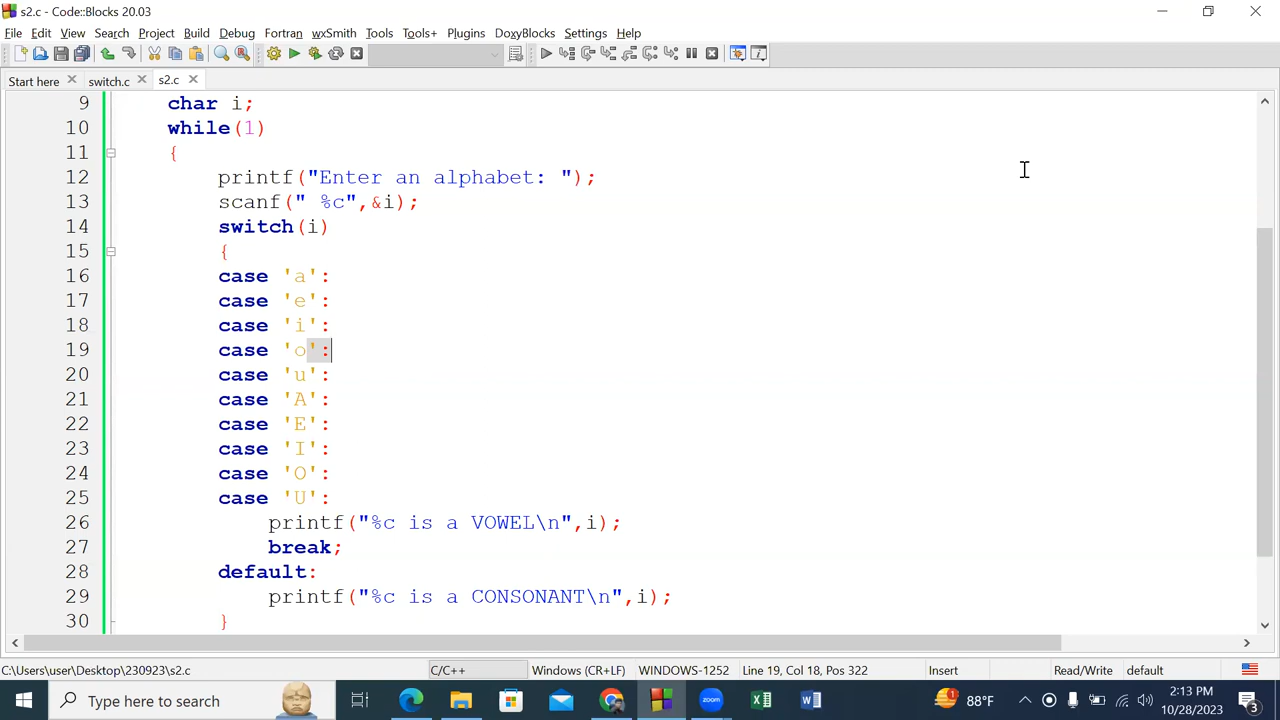 s2.c - Code::Blocks 20.03
File Edit View Search Project Build Debug Fortran wxSmith Tools Tools+ Plugins DoxyBlocks Settings Help
Start here switch.c s2.c
9 char i;
10 while(1)
11 {
12 printf("Enter an alphabet: ");
13 scanf(" %c",&i);
14 switch(i)
15 {
16 case 'a':
17 case 'e':
18 case 'i':
19 case 'o':
20 case 'u':
21 case 'A':
22 case 'E':
23 case 'I':
24 case 'O':
25 case 'U':
26 printf("%c is a VOWEL\n",i);
27 break;
28 default:
29 printf("%c is a CONSONANT\n",i);
30 }
C:\Users\user\Desktop\230923\s2.c C/C++ Windows (CR+LF) WINDOWS-1252 Line 19, Col 18, Pos 322 Insert Read/Write default
Type here to search zoom 1 88°F 2:13 PM
10/28/2023 3